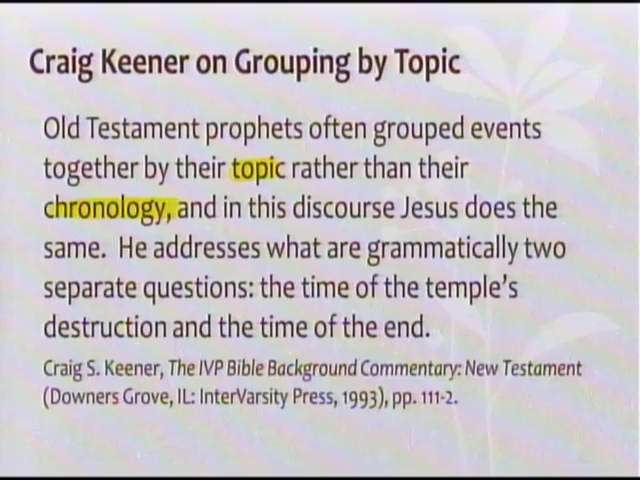 Craig Keener on Grouping by Topic
Old Testament prophets often grouped events
together by their topic rather than their
chronology, and in this discourse Jesus does the
same.  He addresses what are grammatically two
separate questions: the time of the temple's
destruction and the time of the end.
Craig S. Keener, The IVP Bible Background Commentary: New Testament
(Downers Grove, IL: InterVarsity Press, 1993), pp. 111-2.